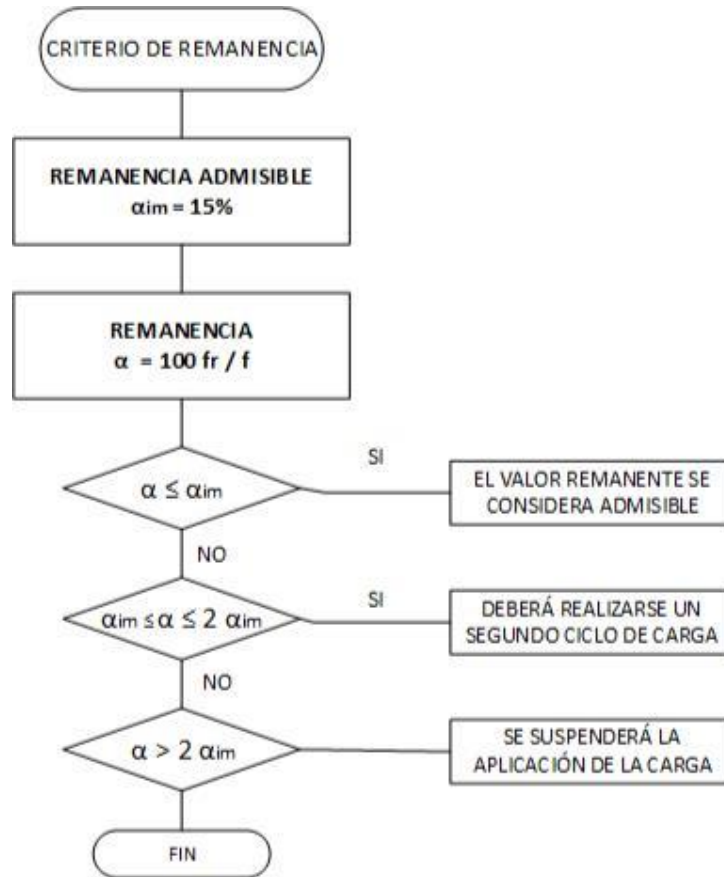 CRITERIO DE REMANENCIA
REMANENCIA ADMISIBLE
αim = 15%
REMANENCIA
α = 100 fr / f
α ≤ αim
SI
EL VALOR REMANENTE SE
CONSIDERA ADMISIBLE
NO
αim ≤ α ≤ 2 αim
SI
DEBERÁ REALIZARSE UN
SEGUNDO CICLO DE CARGA
NO
α > 2 αim
SE SUSPENDERÁ LA
APLICACIÓN DE LA CARGA
FIN